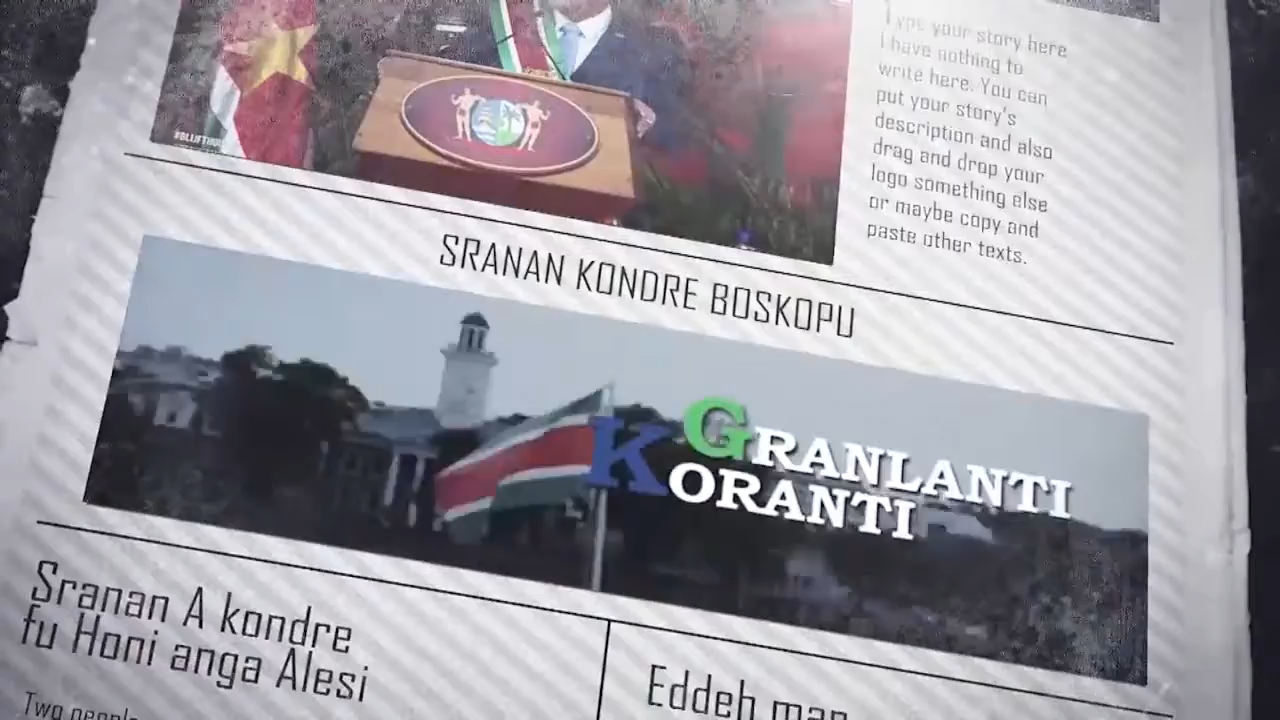 Type your story here
I have nothing to
write here. You can
put your story's
description and also
drag and drop your
logo something else
or maybe copy and
paste other texts.
SRANAN KONDRE BOSKOPU
GRANLANTI
KORANTI
Sranan A kondre
fu Honi anga Alesi
Two people
Eddeh man